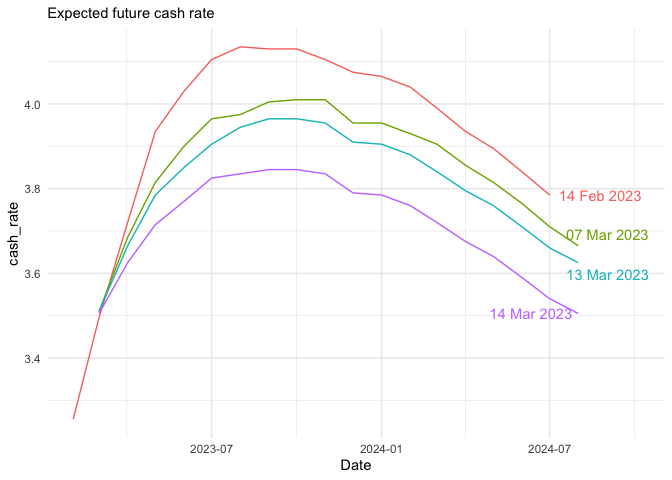 Expected future cash rate
4.0
3.8
3.6
3.4
cash_rate
14 Feb 2023
07 Mar 2023
13 Mar 2023
14 Mar 2023
2023-07
2024-01
2024-07
Date